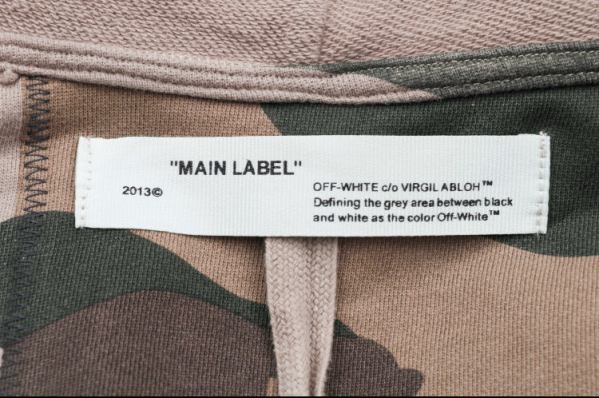 "MAIN LABEL"
2013©
OFF-WHITE c/o VIRGIL ABLOH™
Defining the grey area between black
and white as the color Off-White™